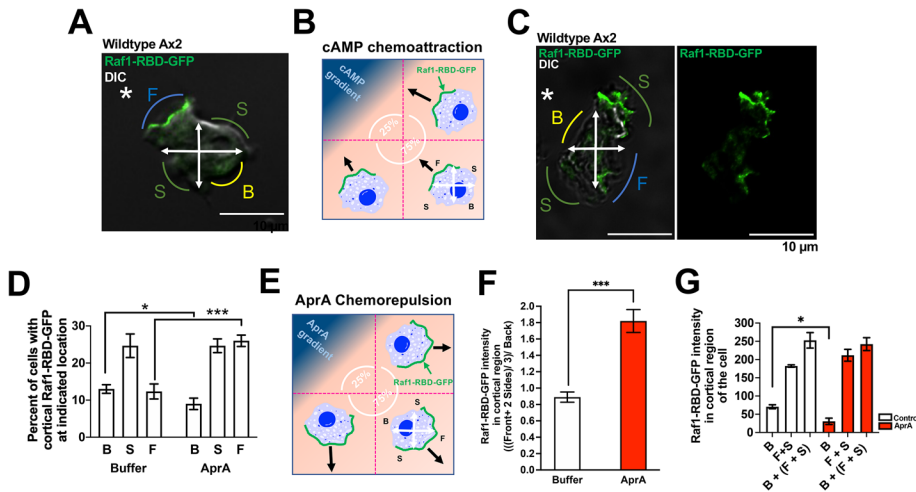 A
Wildtype Ax2
Raf1-RBD-GFP
DIC
*
F
S
S
B
10 µm
B
cAMP chemoattraction
cAMP
gradient
Raf1-RBD-GFP
25%
75%
F
S
S
B
C
Wildtype Ax2
Raf1-RBD-GFP
DIC
*
S
B
F
S
Raf1-RBD-GFP
10 µm
D
Percent of cells with
cortical Raf1-RBD-GFP
at indicated location
30
20
10
0
*
***
B S F B S F
Buffer AprA
E
AprA Chemorepulsion
AprA
gradient
Raf1-RBD-GFP
25%
S
B
F
S
F
Raf1-RBD-GFP intensity
in cortical region
(((Front+ 2 Sides)/ 3)/ Back)
2.0
1.8
1.6
1.4
1.2
1.0
0.8
0.6
0.4
0.2
0.0
***
Buffer AprA
G
Raf1-RBD-GFP intensity
in cortical region
of the cell
250
200
150
100
50
0
*
B
F+S
B + (F + S)
B
F + S
B + (F + S)
Contro
AprA